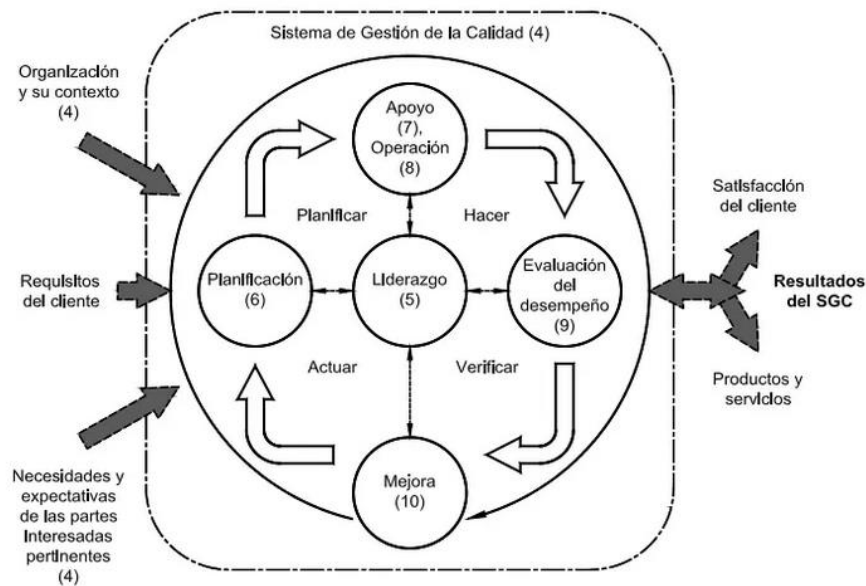 Sistema de Gestión de la Calidad (4)
Organización
y su contexto
(4)
Requisitos
del cliente
Necesidades y
expectativas
de las partes
interesadas
pertinentes
(4)
Apoyo
(7),
Operación
(8)
Planificar
Hacer
Planificación
(6)
Liderazgo
(5)
Evaluación
del
desempeño
(9)
Actuar
Verificar
Mejora
(10)
Satisfacción
del cliente
Resultados
del SGC
Productos y
servicios